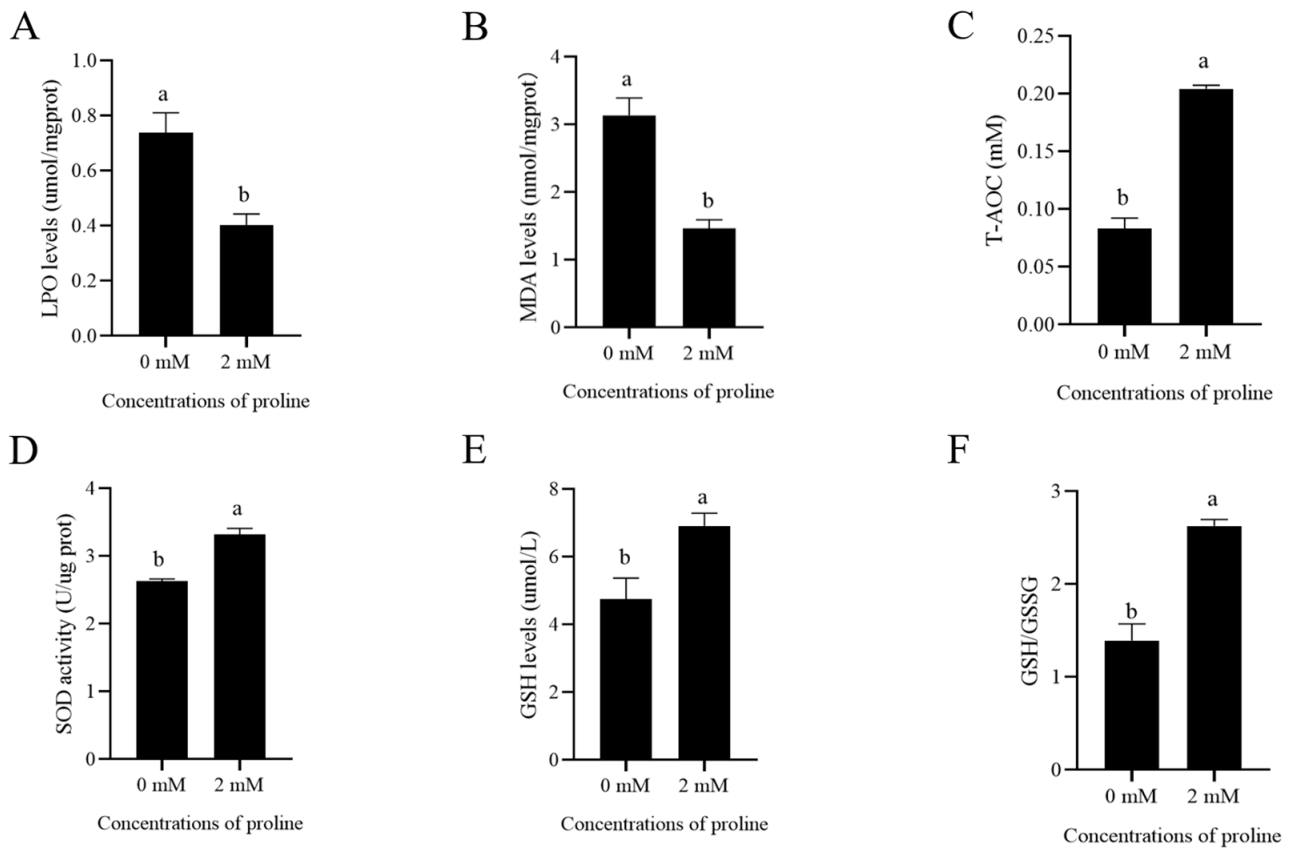 A
LPO levels (umol/mgprot)
1.0
0.8
0.6
0.4
0.2
0.0
a
b
0 mM
2 mM
Concentrations of proline
B
MDA levels (nmol/mgprot)
4
3
2
1
0
a
b
0 mM
2 mM
Concentrations of proline
C
T-AOC (mM)
0.25
0.20
0.15
0.10
0.05
0.00
b
a
0 mM
2 mM
Concentrations of proline
D
SOD activity (U/ug prot)
4
3
2
1
0
b
a
0 mM
2 mM
Concentrations of proline
E
GSH levels (umol/L)
8
6
4
2
0
b
a
0 mM
2 mM
Concentrations of proline
F
GSH/GSSG
3
2
1
0
b
a
0 mM
2 mM
Concentrations of proline